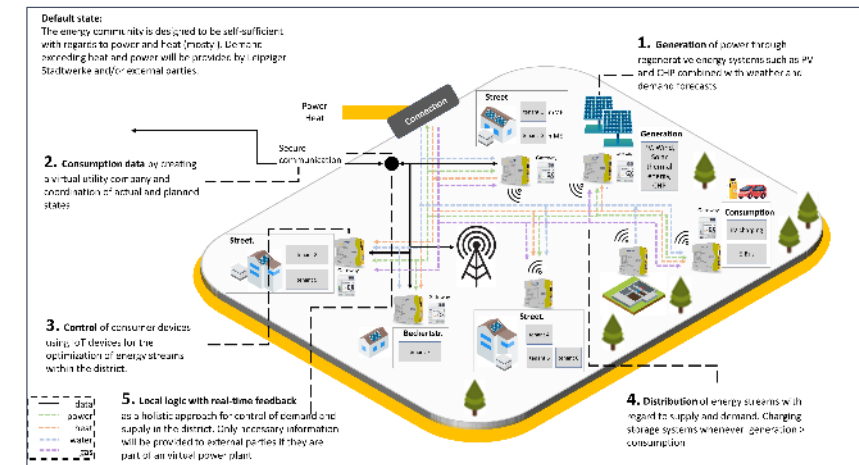 Default state:
The energy community is designed to be self-sufficient
with regards to power and heat (mostly). Demand
exceeding heat and power will be provided by Leipziger
Stadtwerke and/or external parties.
1. Generation of power through
regenerative energy systems such as PV
and CHP combined with weather and
demand forecasts
Power
Heat
Connection
Street
Generation
Solar
thermal
energy,
CHP
Secure
communication
2. Consumption data by creating
a virtual utility company and
coordination of actual and planned
states
Gateway
Consumption
Street.
Gateway
Gateway
Street.
3. Control of consumer devices
using IoT devices for the
optimization of energy streams
within the district.
5. Local logic with real-time feedback
as a holistic approach for control of demand and
supply in the district. Only necessary information
will be provided to external parties if they are
part of an virtual power plant
4. Distribution of energy streams with
regard to supply and demand. Charging
storage systems whenever generation >
consumption
data
power
heat
water
gas